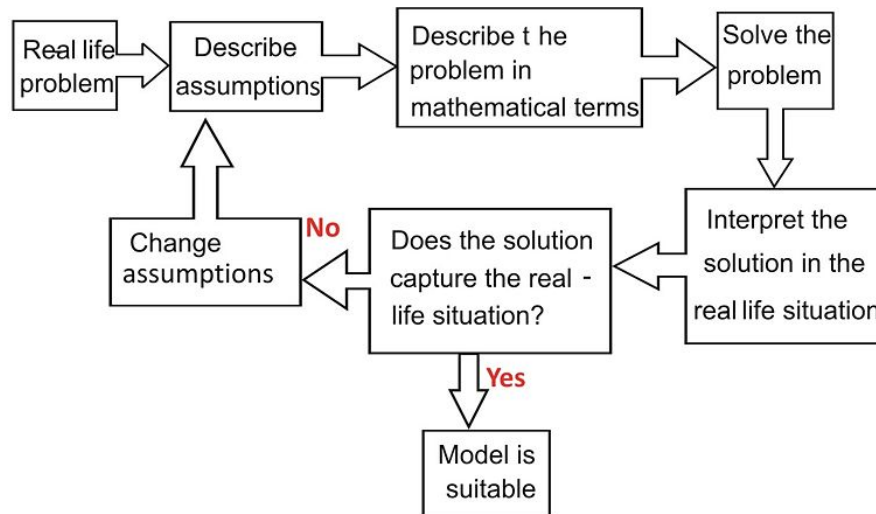 Real life
problem
Describe
assumptions
Describe t he
problem in
mathematical terms
Solve the
problem
Interpret the
solution in the
real life situation
Does the solution
capture the real -
life situation?
No
Change
assumptions
Yes
Model is
suitable